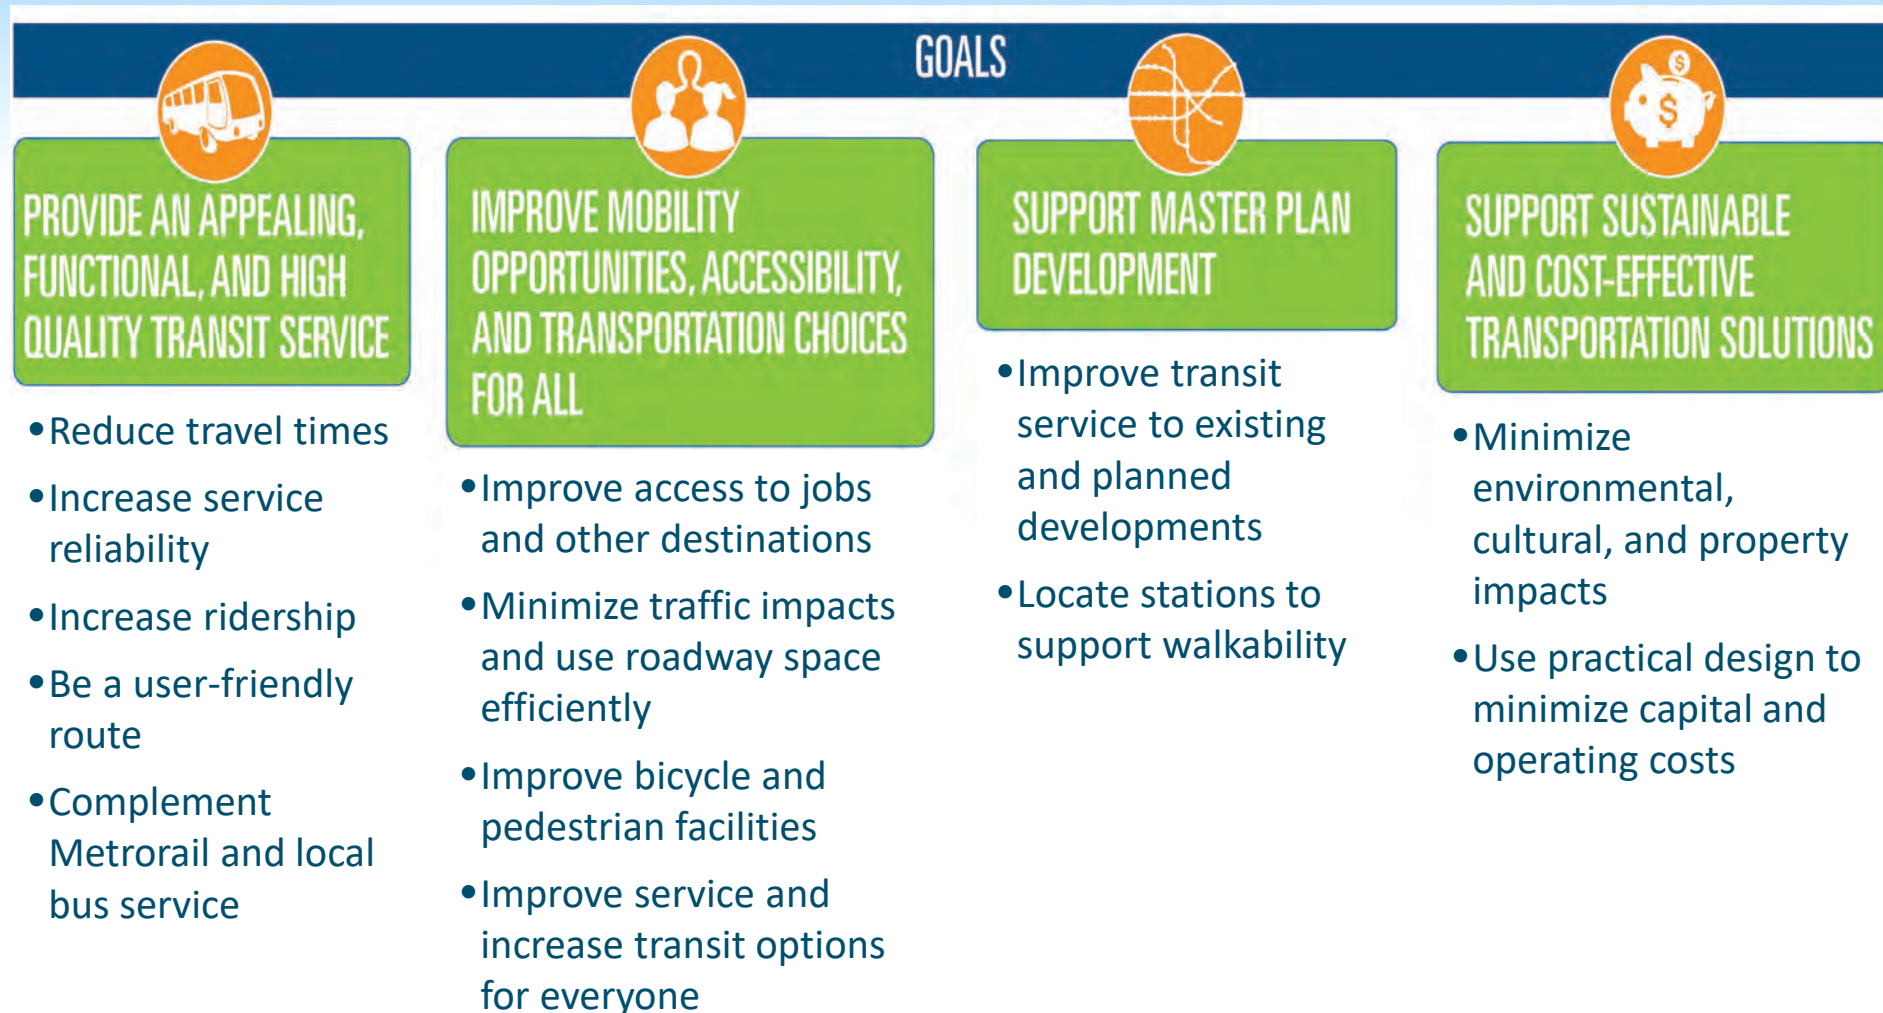 GOALS
PROVIDE AN APPEALING,
FUNCTIONAL, AND HIGH
QUALITY TRANSIT SERVICE
•Reduce travel times
•Increase service
reliability
•Increase ridership
•Be a user-friendly
route
•Complement
Metrorail and local
bus service
IMPROVE MOBILITY
OPPORTUNITIES, ACCESSIBILITY,
AND TRANSPORTATION CHOICES
FOR ALL
•Improve access to jobs
and other destinations
•Minimize traffic impacts
and use roadway space
efficiently
•Improve bicycle and
pedestrian facilities
•Improve service and
increase transit options
for everyone
SUPPORT MASTER PLAN
DEVELOPMENT
•Improve transit
service to existing
and planned
developments
•Locate stations to
support walkability
$
$
SUPPORT SUSTAINABLE
AND COST-EFFECTIVE
TRANSPORTATION SOLUTIONS
•Minimize
environmental,
cultural, and property
impacts
•Use practical design to
minimize capital and
operating costs